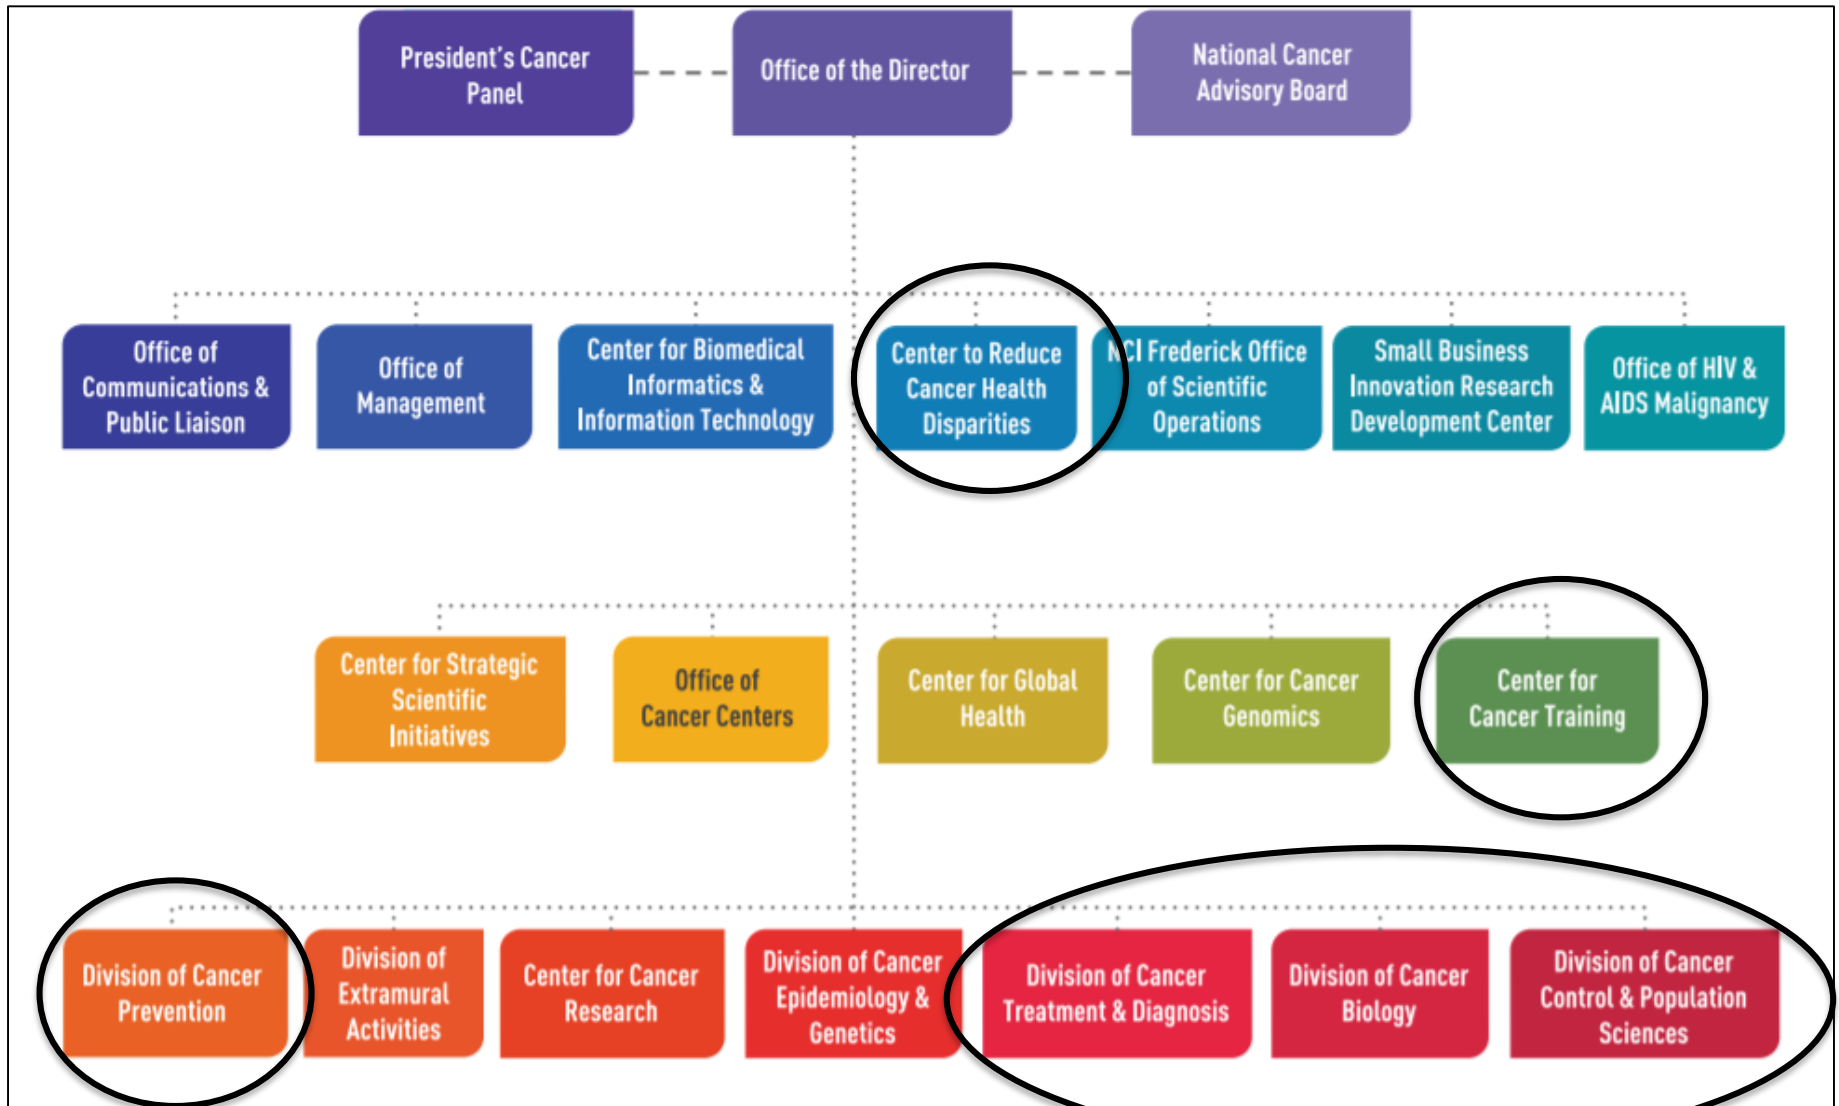 President's Cancer
Panel
Office of the Director
National Cancer
Advisory Board
Office of
Communications &
Public Liaison
Office of
Management
Center for Biomedical
Informatics &
Information Technology
Center to Reduce
Cancer Health
Disparities
NCI Frederick Office
of Scientific
Operations
Small Business
Innovation Research
Development Center
Office of HIV &
AIDS Malignancy
Center for Strategic
Scientific
Initiatives
Office of
Cancer Centers
Center for Global
Health
Center for Cancer
Genomics
Center for
Cancer Training
Division of Cancer
Prevention
Division of
Extramural
Activities
Center for Cancer
Research
Division of Cancer
Epidemiology &
Genetics
Division of Cancer
Treatment & Diagnosis
Division of Cancer
Biology
Division of Cancer
Control & Population
Sciences